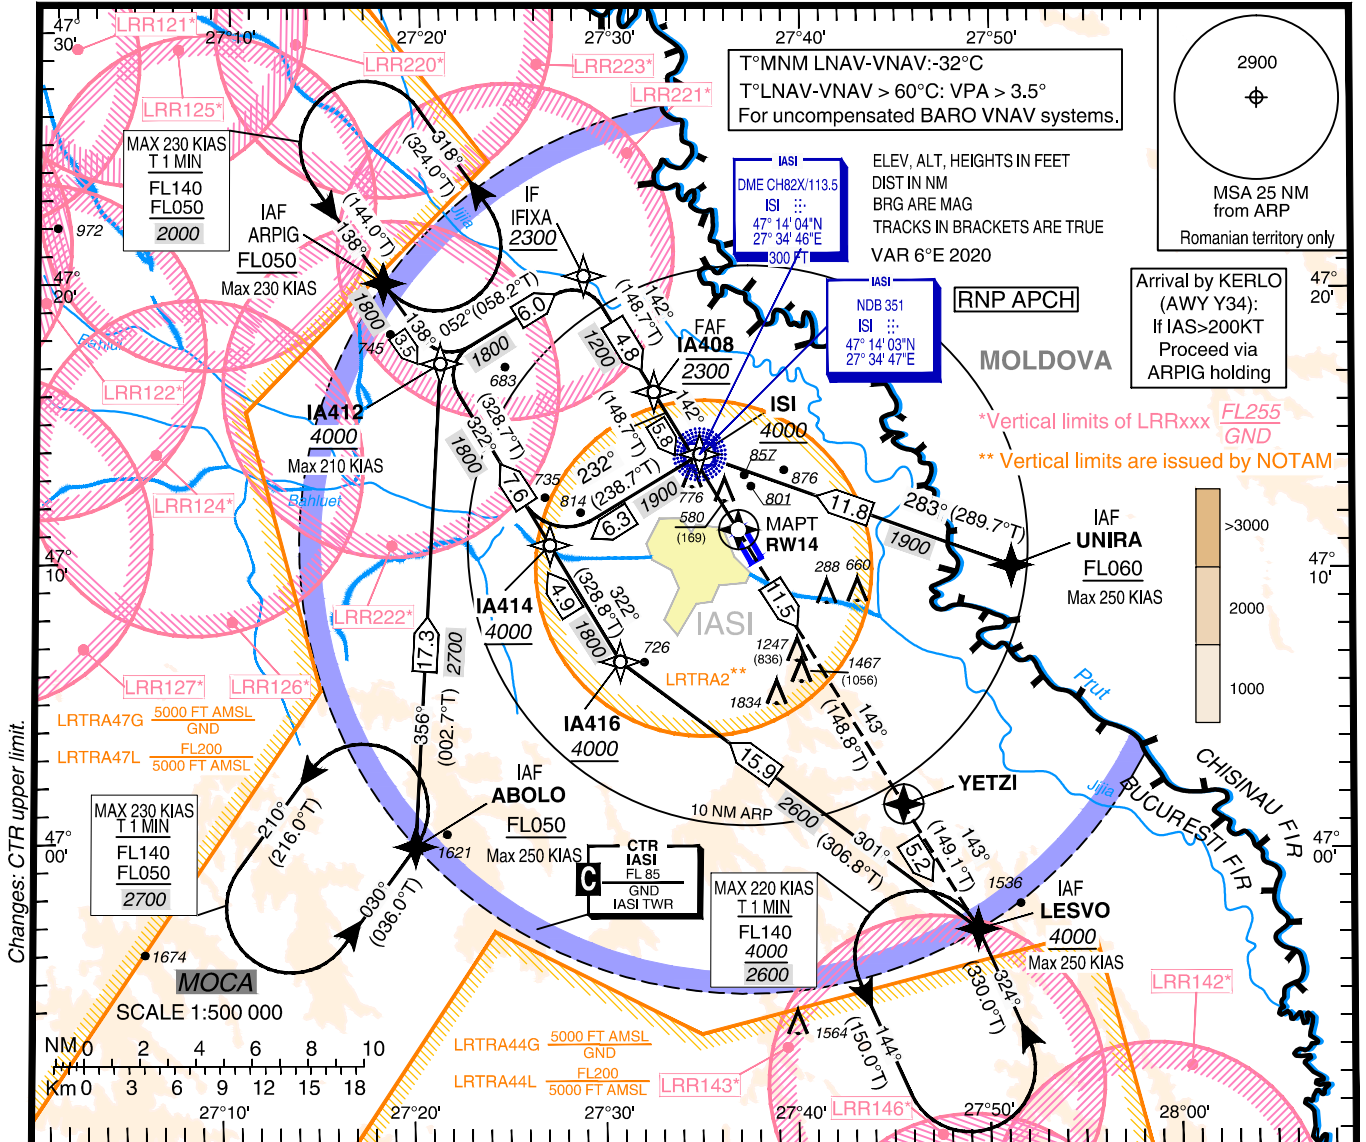 47°
30'
LRR121*
27°10'
27°20'
27°30'
27°40'
27°50'
LRR220*
LRR223*
LRR221*
LRR125*
T°MNM LNAV-VNAV:-32°C
T°LNAV-VNAV > 60°C: VPA > 3.5°
For uncompensated BARO VNAV systems.
2900
MSA 25 NM
from ARP
Romanian territory only
MAX 230 KIAS
T 1 MIN
FL140
FL050
2000
972
318°
(324.0°T)
(144.0°T)
138°
Jijia
IAF
ARPIG
FL050
Max 230 KIAS
IF
IFIXA
2300
IASI
DME CH82X/113.5
ISI
47° 14' 04"N
27° 34' 46"E
300 FT
ELEV, ALT, HEIGHTS IN FEET
DIST IN NM
BRG ARE MAG
TRACKS IN BRACKETS ARE TRUE
VAR 6°E 2020
47°
20'
47°
20'
IASI
NDB 351
ISI
47° 14' 03"N
27° 34' 47"E
RNP APCH
MOLDOVA
Arrival by KERLO
(AWY Y34):
If IAS>200KT
Proceed via
ARPIG holding
1800
138°
3.5
745
052°(058.2°T)
6.0
1800
683
142°
(148.7°T)
4.8
1200
FAF
IA408
2300
Bahlui
LRR122*
IA412
4000
Max 210 KIAS
142°
(148.7°T)
5.8
ISI
4000
857
876
801
*Vertical limits of LRRxxx
FL255
GND
** Vertical limits are issued by NOTAM
(328.7°T)
322°
1800
7.6
735
814
232°
(238.7°T)
1900
6.3
776
580
(169)
MAPT
RW14
11.8
283° (289.7°T)
1900
IAF
UNIRA
FL060
Max 250 KIAS
>3000
2000
1000
LRR124*
Bahluet
47°
10'
47°
10'
IA414
4000
4.9
322°
(328.8°T)
1800
726
IASI
11.5
288
660
LRR222*
LRR127*
LRR126*
17.3
2700
356°
(002.7°T)
IA416
4000
LRTRA2**
1247
(836)
1467
(1056)
1834
Prut
LRTRA47G
5000 FT AMSL
GND
LRTRA47L
FL200
5000 FT AMSL
143°
(148.8°T)
15.9
2600
301°
(306.8°T)
YETZI
Jijia
CHISINAU FIR
BUCURESTI FIR
MAX 230 KIAS
T 1 MIN
FL140
FL050
2700
210°
(216.0°T)
IAF
ABOLO
FL050
Max 250 KIAS
1621
10 NM ARP
47°
00'
47°
00'
030°
(036.0°T)
CTR
IASI
FL 85
GND
IASI TWR
C
MAX 220 KIAS
T 1 MIN
FL140
4000
2600
5.2
143°
(149.1°T)
1536
IAF
LESVO
4000
Max 250 KIAS
1674
MOCA
SCALE 1:500 000
NM 0 2 4 6 8 10
Km 0 3 6 9 12 15 18
LRTRA44G
5000 FT AMSL
GND
LRTRA44L
FL200
5000 FT AMSL
1564
144°
(150.0°T)
324°
(330.0°T)
LRR142*
LRR143*
LRR146*
27°10'
27°20'
27°30'
27°40'
27°50'
28°00'
Changes: CTR upper limit.